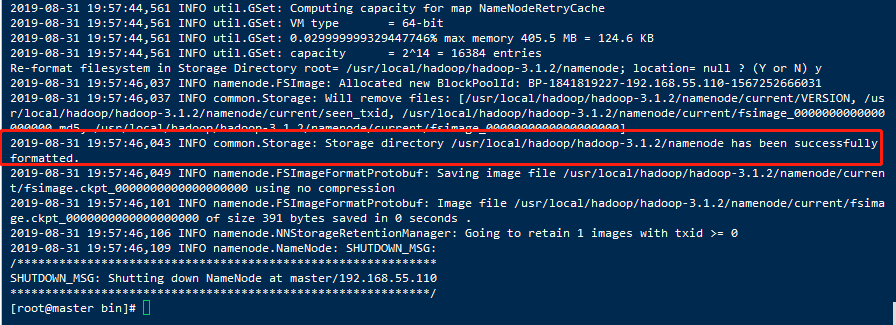 2019-08-31 19:57:44,561 INFO util.GSet: Computing capacity for map NameNodeRetryCache
2019-08-31 19:57:44,561 INFO util.GSet: VM type       = 64-bit
2019-08-31 19:57:44,561 INFO util.GSet: 0.029999999329447746% max memory 405.5 MB = 124.6 KB
2019-08-31 19:57:44,561 INFO util.GSet: capacity      = 2^14 = 16384 entries
Re-format filesystem in Storage Directory root= /usr/local/hadoop/hadoop-3.1.2/namenode; location= null ? (Y or N) y
2019-08-31 19:57:46,037 INFO namenode.FSImage: Allocated new BlockPoolId: BP-1841819227-192.168.55.110-1567252666031
2019-08-31 19:57:46,037 INFO common.Storage: Will remove files: [/usr/local/hadoop/hadoop-3.1.2/namenode/current/VERSION, /us
r/local/hadoop/hadoop-3.1.2/namenode/current/seen_txid, /usr/local/hadoop/hadoop-3.1.2/namenode/current/fsimage_0000000000000
000000.md5, /usr/local/hadoop/hadoop-3.1.2/namenode/current/fsimage_0000000000000000000]
2019-08-31 19:57:46,043 INFO common.Storage: Storage directory /usr/local/hadoop/hadoop-3.1.2/namenode has been successfully
formatted.
2019-08-31 19:57:46,049 INFO namenode.FSImageFormatProtobuf: Saving image file /usr/local/hadoop/hadoop-3.1.2/namenode/curren
t/fsimage.ckpt_0000000000000000000 using no compression
2019-08-31 19:57:46,101 INFO namenode.FSImageFormatProtobuf: Image file /usr/local/hadoop/hadoop-3.1.2/namenode/current/fsima
ge.ckpt_0000000000000000000 of size 391 bytes saved in 0 seconds .
2019-08-31 19:57:46,106 INFO namenode.NNStorageRetentionManager: Going to retain 1 images with txid >= 0
2019-08-31 19:57:46,109 INFO namenode.NameNode: SHUTDOWN_MSG:
/************************************************************
SHUTDOWN_MSG: Shutting down NameNode at master/192.168.55.110
************************************************************/
[root@master bin]#